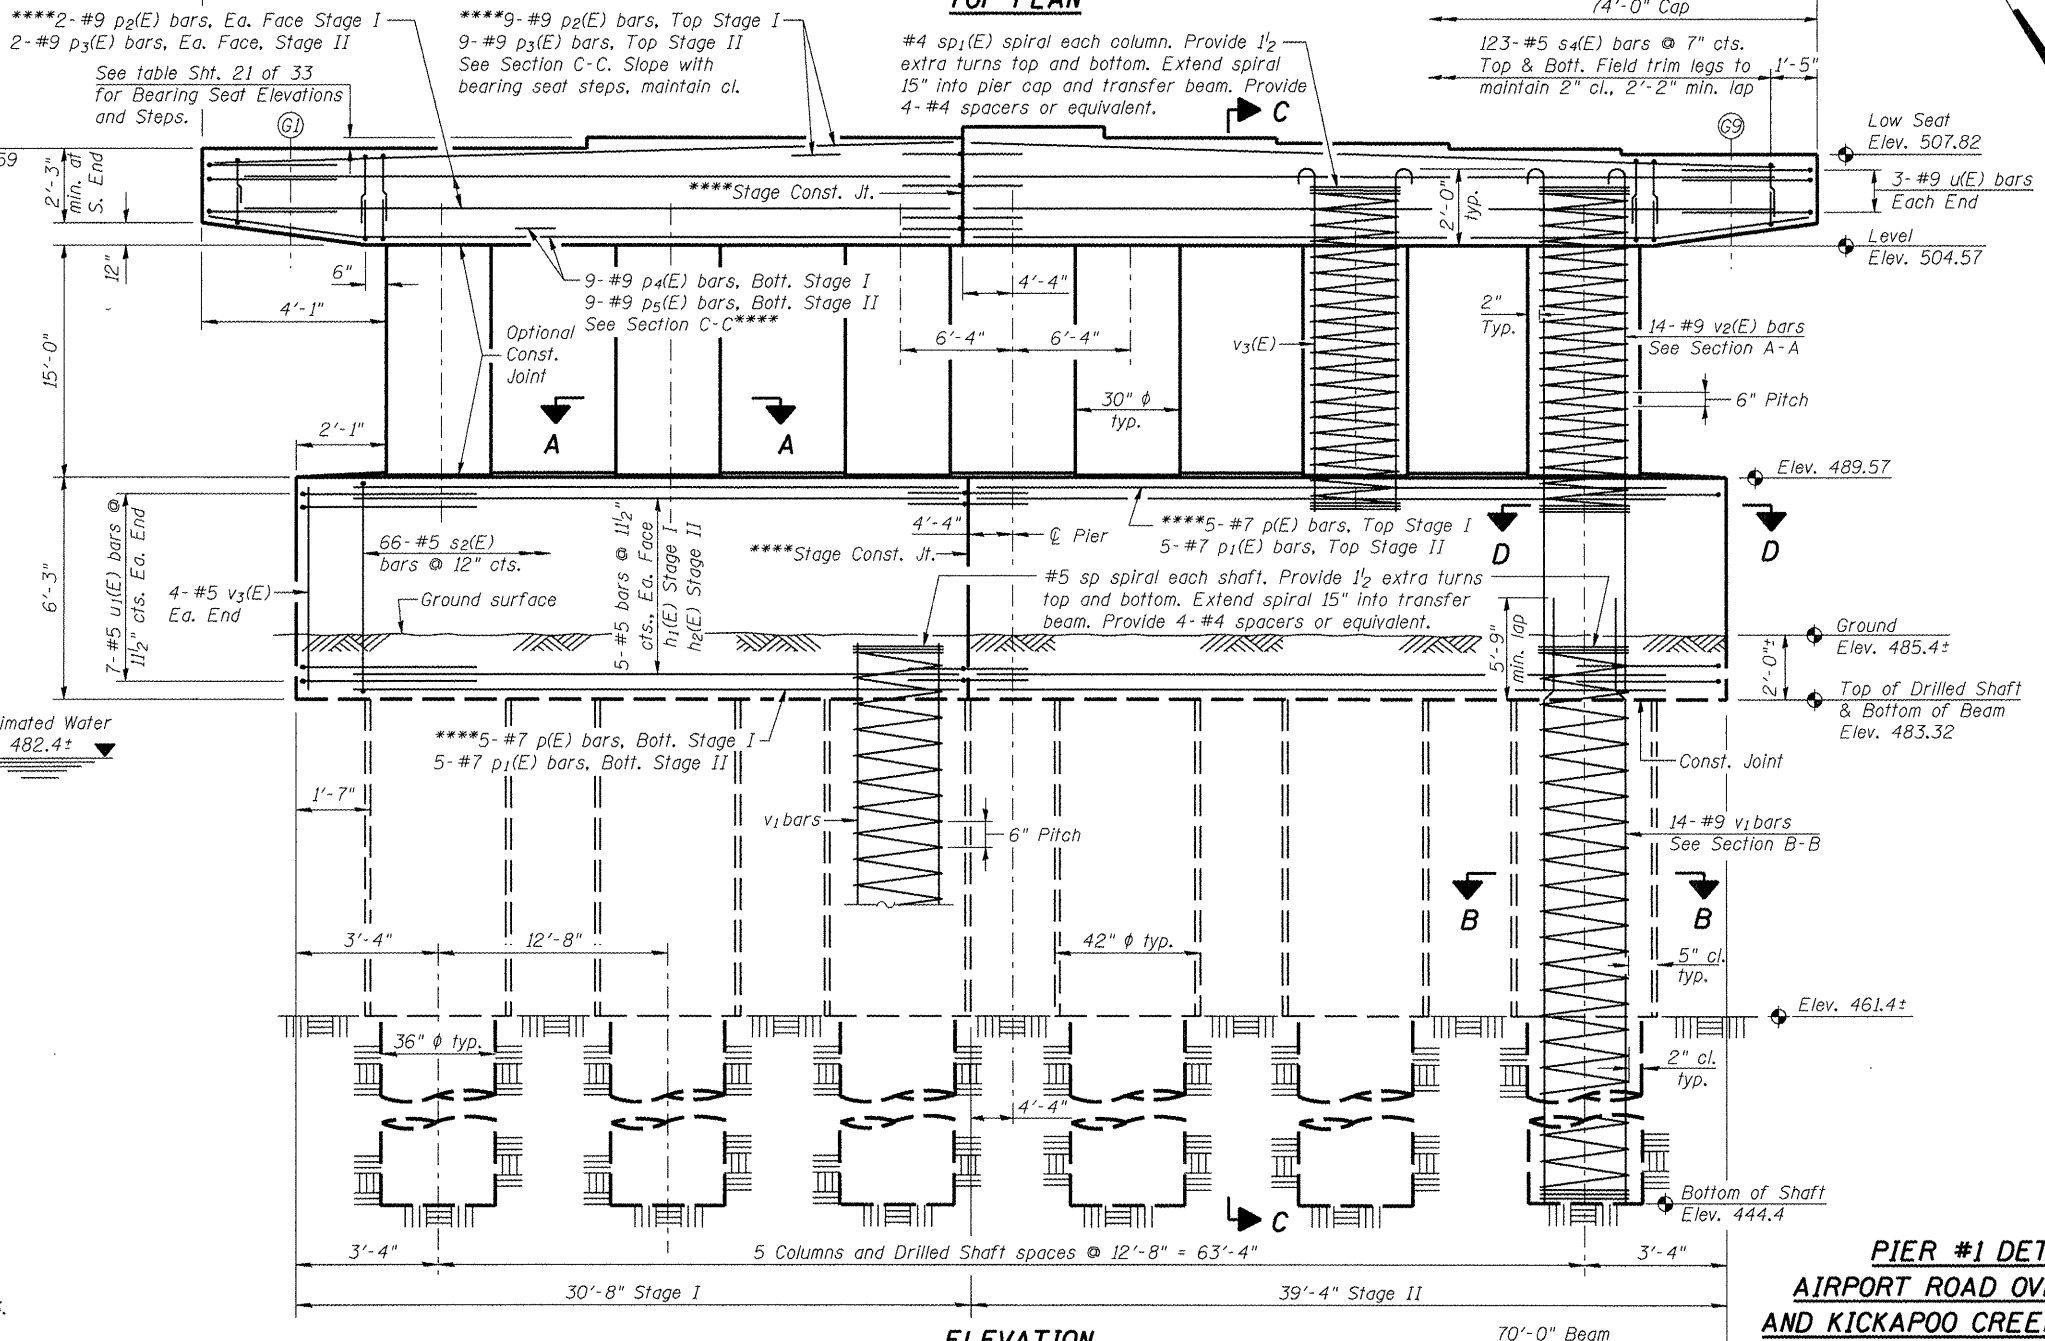 TOP PLAN
****2-#9 p2(E) bars, Ea. Face Stage I
2-#9 p3(E) bars, Ea. Face, Stage II
****9-#9 p2(E) bars, Top Stage I
9-#9 p3(E) bars, Top Stage II
See Section C-C. Slope with
bearing seat steps, maintain cl.
#4 sp1(E) spiral each column. Provide 1½
extra turns top and bottom. Extend spiral
15" into pier cap and transfer beam. Provide
4-#4 spacers or equivalent.
74'-0" Cap
123-#5 s4(E) bars @ 7" cts.
Top & Bott. Field trim legs to
maintain 2" cl., 2'-2" min. lap
1'-5"
See table Sht. 21 of 33
for Bearing Seat Elevations
and Steps.
G1
C
G9
Low Seat
Elev. 507.82
59
2'-3"
min. at
S. End
****Stage Const. Jt.
2'-0"
typ.
3-#9 u(E) bars
Each End
Level
Elev. 504.57
12"
6"
4'-1"
9-#9 p4(E) bars, Bott. Stage I
9-#9 p5(E) bars, Bott. Stage II
See Section C-C****
4'-4"
Optional
Const.
Joint
6'-4"
6'-4"
2"
Typ.
v3(E)
14-#9 v2(E) bars
See Section A-A
15'-0"
30" ϕ
typ.
6" Pitch
A
A
2'-1"
Elev. 489.57
7-#5 u1(E) bars @
11½" cts. Ea. End
66-#5 s2(E)
bars @ 12" cts.
5-#5 bars @ 11½"
cts., Ea. Face
h1(E) Stage I
h2(E) Stage II
4'-4"
℄ Pier
****Stage Const. Jt.
****5-#7 p(E) bars, Top Stage I
5-#7 p1(E) bars, Top Stage II
D
D
6'-3"
4-#5 v3(E)
Ea. End
Ground surface
#5 sp spiral each shaft. Provide 1½ extra turns
top and bottom. Extend spiral 15" into transfer
beam. Provide 4-#4 spacers or equivalent.
5'-9"
min. lap
Ground
Elev. 485.4±
2'-0"±
Top of Drilled Shaft
& Bottom of Beam
Elev. 483.32
imated Water
482.4±
****5-#7 p(E) bars, Bott. Stage I
5-#7 p1(E) bars, Bott. Stage II
Const. Joint
1'-7"
v1 bars
6" Pitch
14-#9 v1 bars
See Section B-B
B
B
3'-4"
12'-8"
42" ϕ typ.
5" cl.
typ.
Elev. 461.4±
36" ϕ typ.
2" cl.
typ.
4'-4"
Bottom of Shaft
Elev. 444.4
C
3'-4"
5 Columns and Drilled Shaft spaces @ 12'-8" = 63'-4"
3'-4"
30'-8" Stage I
39'-4" Stage II
ELEVATION
70'-0" Beam
PIER #1 DET
AIRPORT ROAD OV
AND KICKAPOO CREE